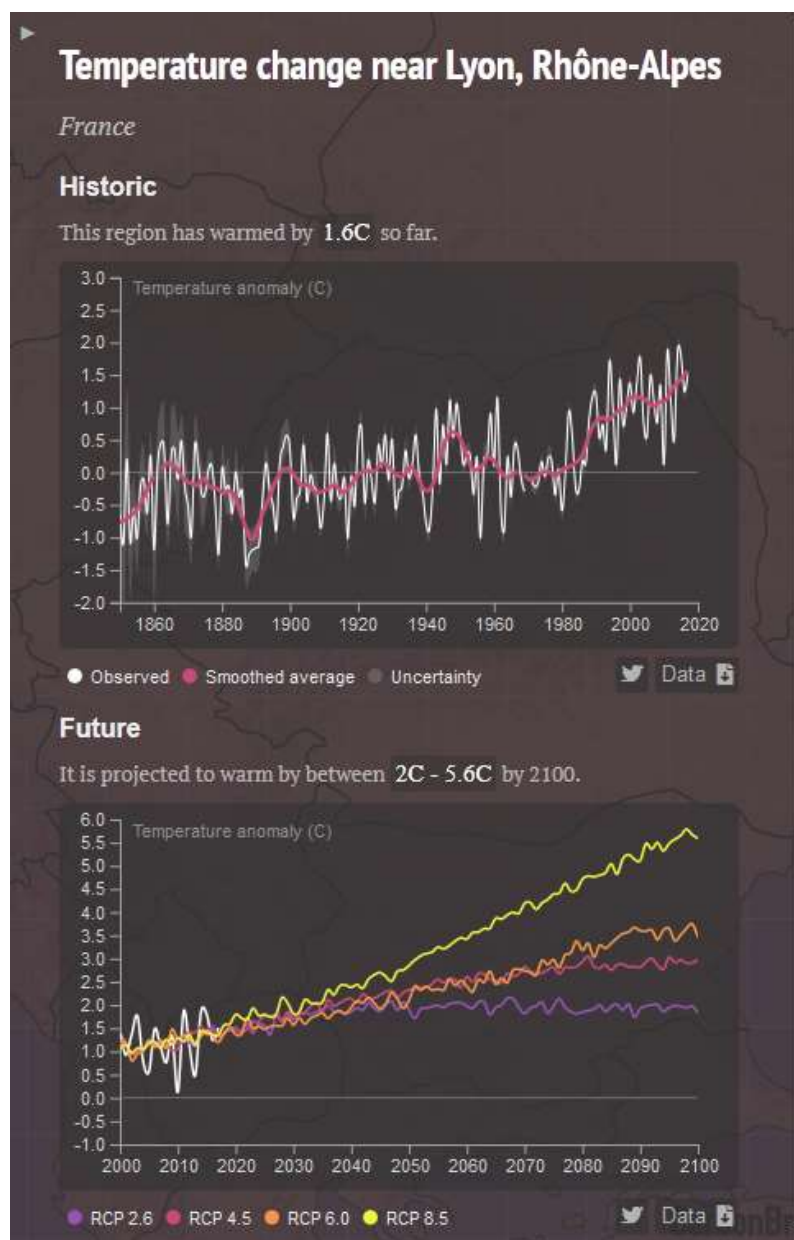 Temperature change near Lyon, Rhône-Alpes
France
Historic
This region has warmed by 1.6C so far.
Temperature anomaly (C)
3.0
2.5
2.0
1.5
1.0
0.5
0.0
-0.5
-1.0
-1.5
-2.0
1860 1880 1900 1920 1940 1960 1980 2000 2020
Observed Smoothed average Uncertainty Data
Future
It is projected to warm by between 2C - 5.6C by 2100.
Temperature anomaly (C)
6.0
5.5
5.0
4.5
4.0
3.5
3.0
2.5
2.0
1.5
1.0
0.5
0.0
-0.5
-1.0
2000 2010 2020 2030 2040 2050 2060 2070 2080 2090 2100
RCP 2.6 RCP 4.5 RCP 6.0 RCP 8.5 Data